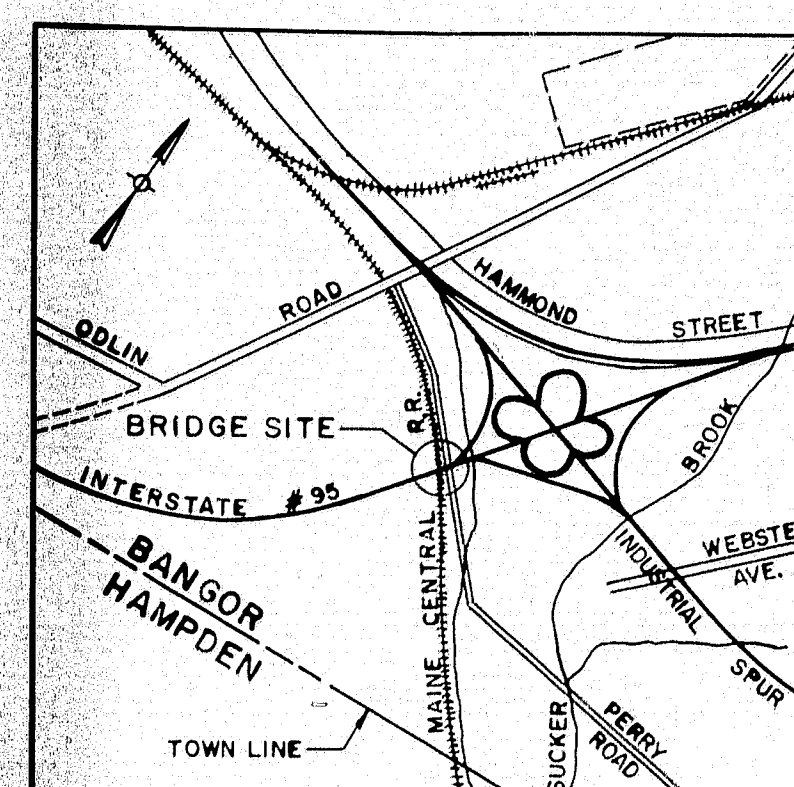 HAMMOND
STREET
ROAD
ODLIN
BRIDGE SITE
R.R.
BROOK
INTERSTATE # 95
BANGOR
HAMPDEN
MAINE CENTRAL
INDUSTRIAL
SPUR
WEBSTE
AVE.
PERRY
ROAD
SUCKER
TOWN LINE